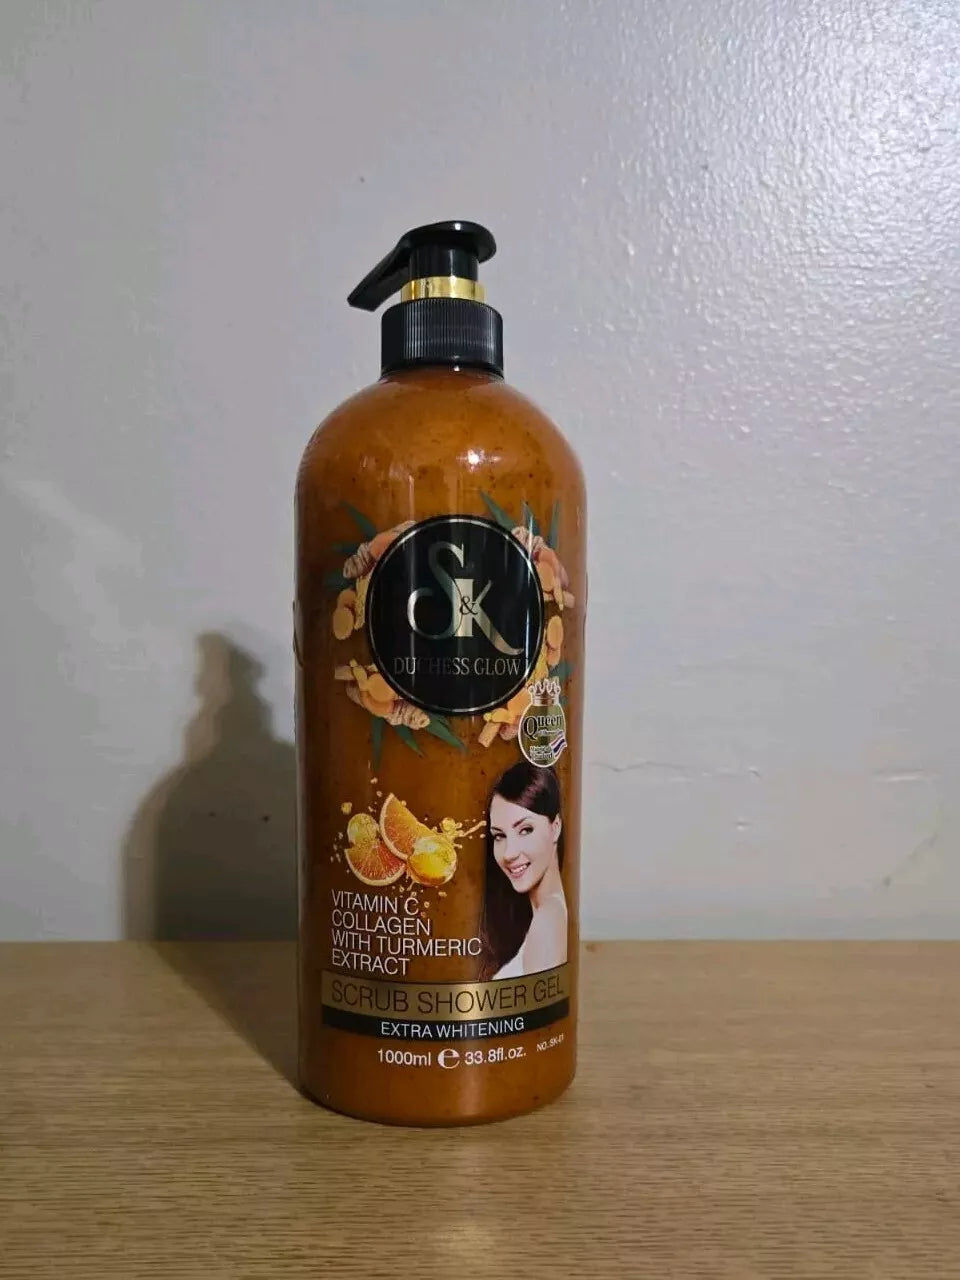 S&K
DUCHESS GLOW
Queen
VITAMIN C
COLLAGEN
WITH TURMERIC
EXTRACT
SCRUB SHOWER GEL
EXTRA WHITENING
1000ml e 33.8fl.oz.